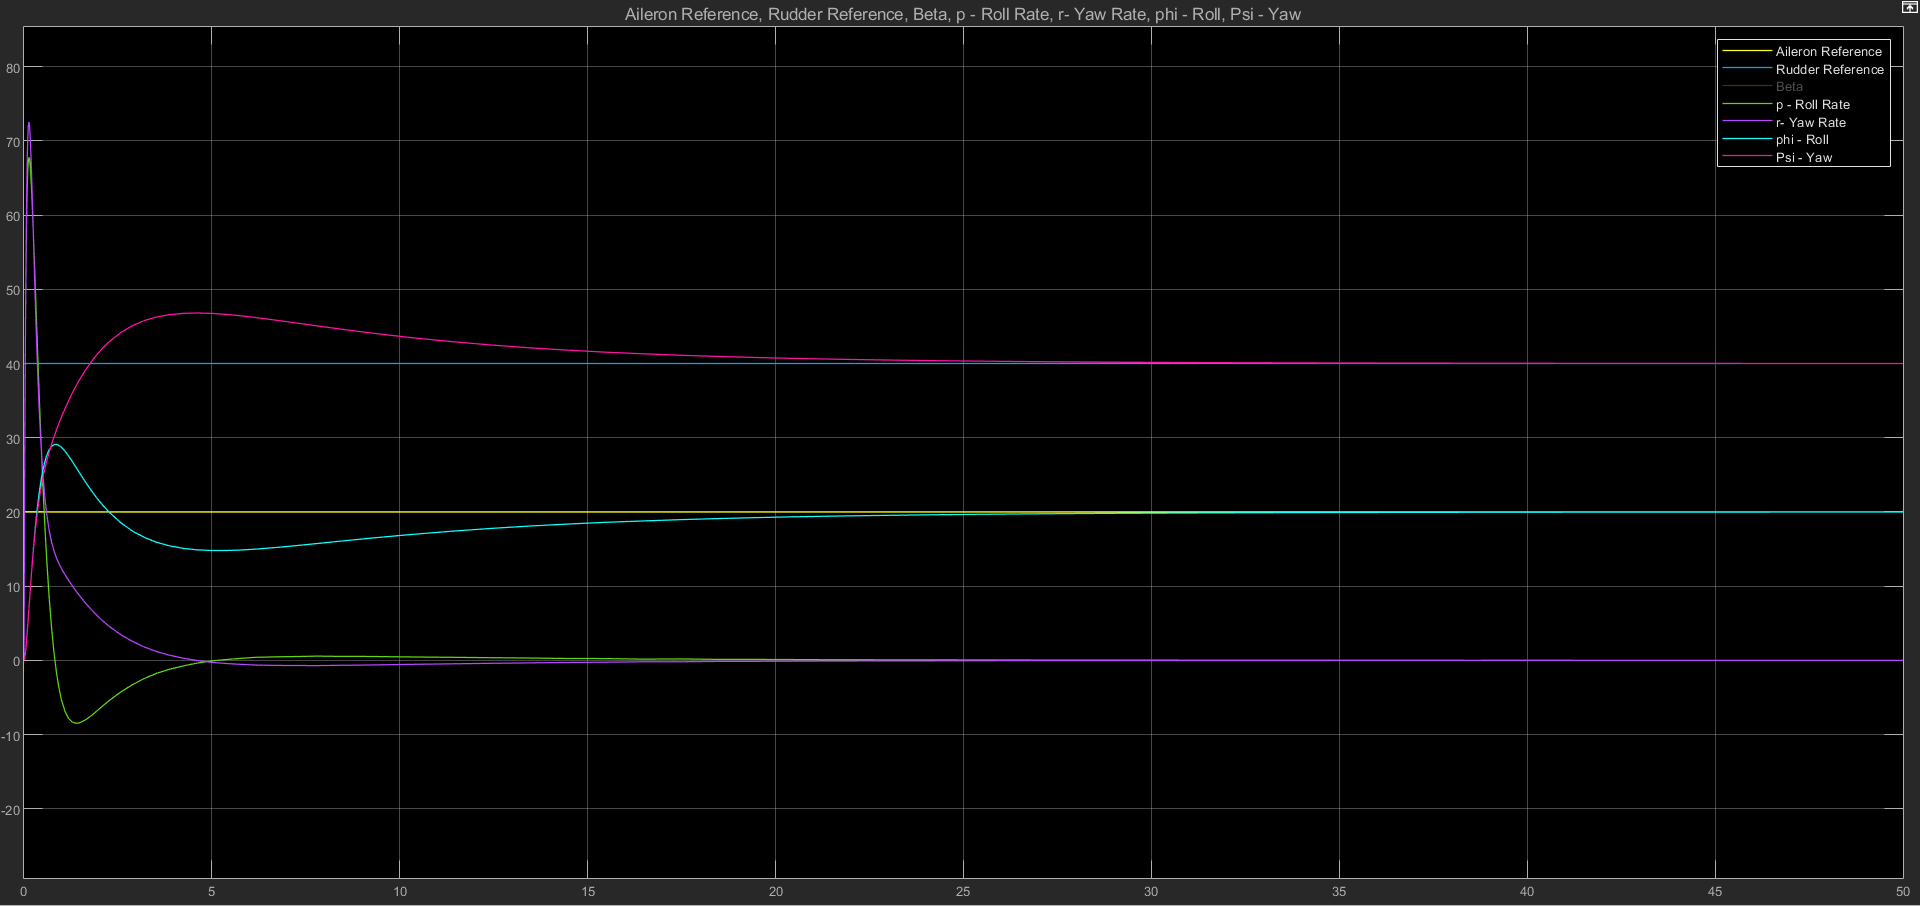 Aileron Reference, Rudder Reference, Beta, p - Roll Rate, r- Yaw Rate, phi - Roll, Psi - Yaw
Aileron Reference
Rudder Reference
Beta
p - Roll Rate
r- Yaw Rate
phi - Roll
Psi - Yaw
80
70
60
50
40
30
20
10
0
-10
-20
0 5 10 15 20 25 30 35 40 45 50